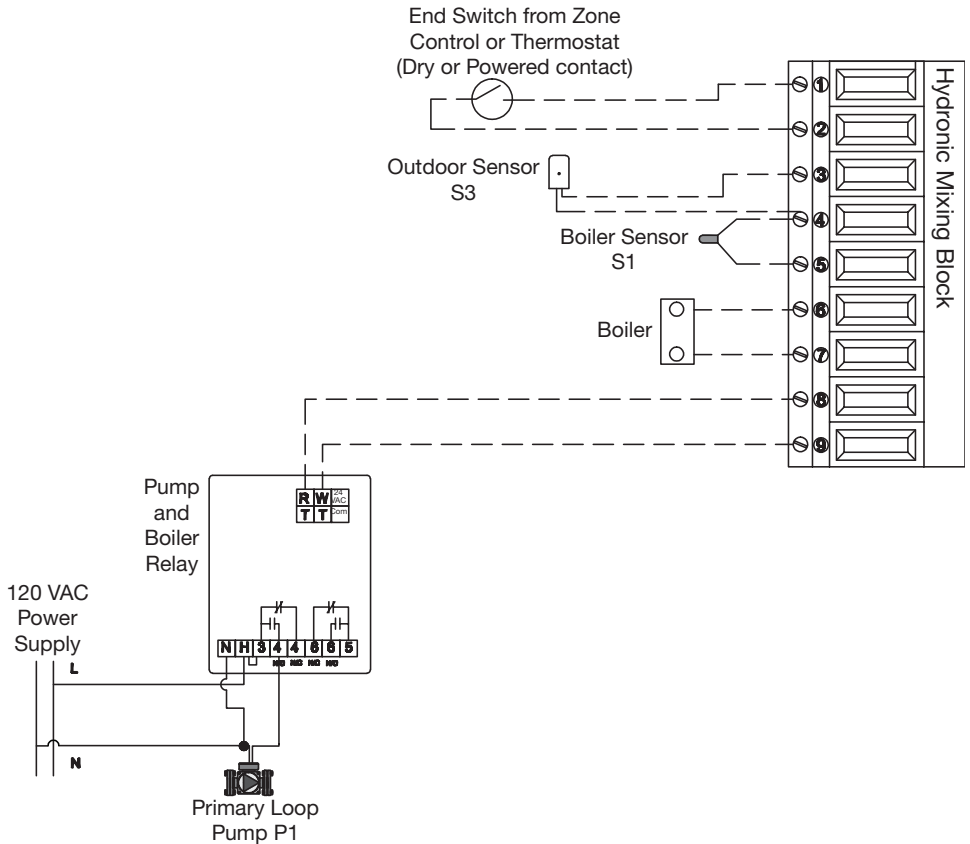 End Switch from Zone
Control or Thermostat
(Dry or Powered contact)
Outdoor Sensor
S3
Boiler Sensor
S1
Boiler
1
2
3
4
5
6
7
8
9
Hydronic Mixing Block
Pump
and
Boiler
Relay
R W 24 VAC
T T Com
120 VAC
Power
Supply
L
N
N H 3 4 4 6 6 5
N/O N/C N/C N/O
Primary Loop
Pump P1